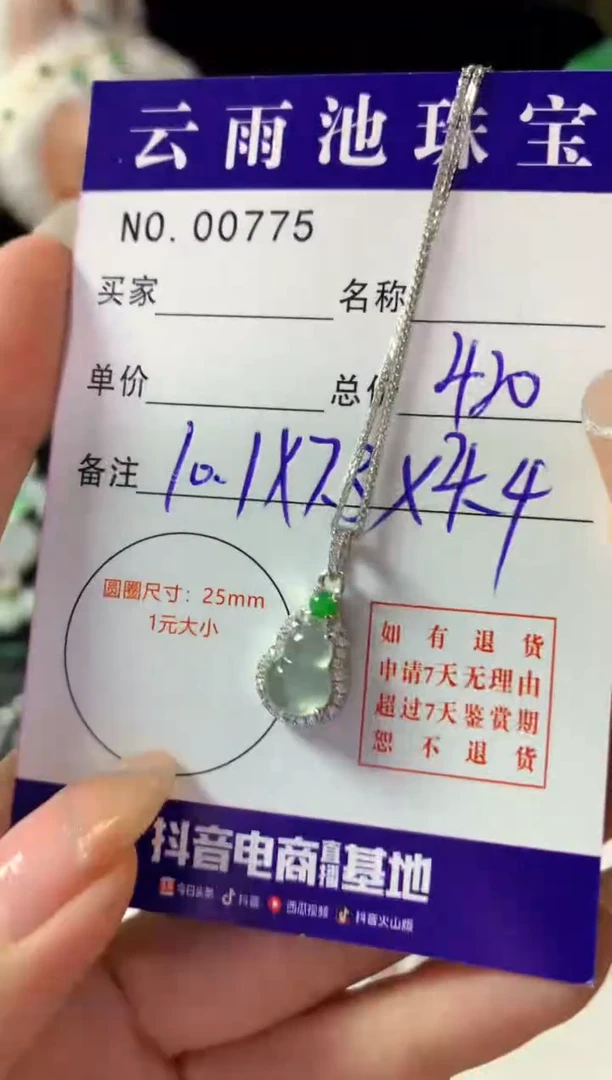 云雨池珠宝
NO. 00775
买家 名称
单价 总价 420
备注 10.1X7.3X4.4
圆圈尺寸：25mm
1元大小
如有退货
申请7天无理由
超过7天鉴赏期
恕不退货
抖音电商直播基地
今日头条 抖音 西瓜视频 抖音火山版